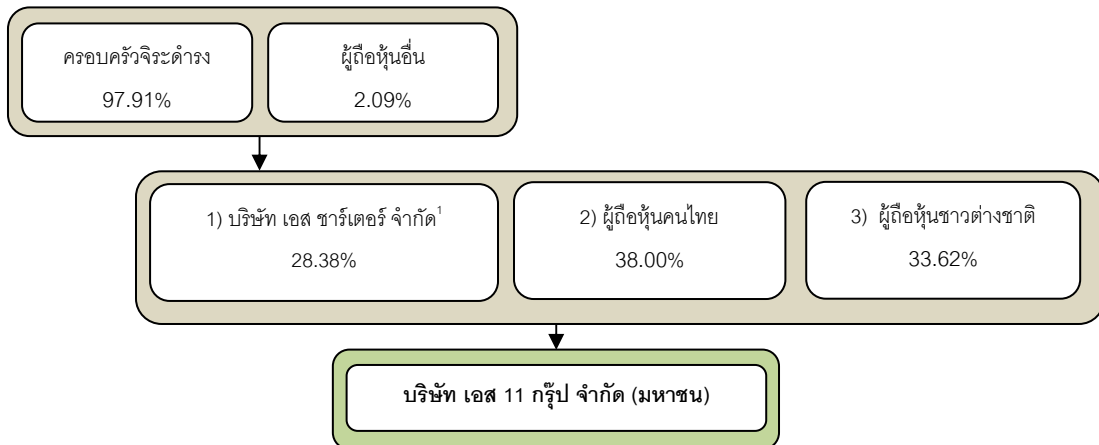 ครอบครัวจิระดำรง
97.91%
ผู้ถือหุ้นอื่น
2.09%
1) บริษัท เอส ชาร์เตอร์ จำกัด¹
28.38%
2) ผู้ถือหุ้นคนไทย
38.00%
3) ผู้ถือหุ้นชาวต่างชาติ
33.62%
บริษัท เอส 11 กรุ๊ป จำกัด (มหาชน)